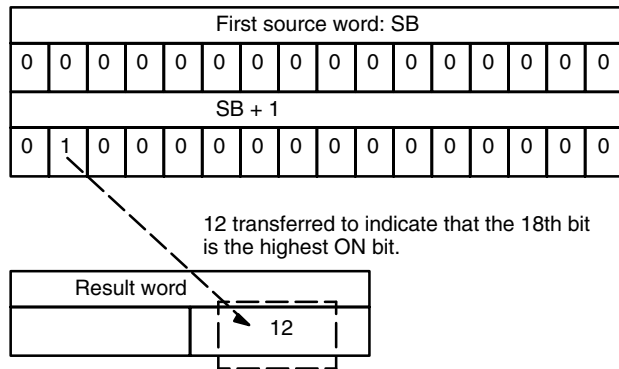 First source word: SB
0 0 0 0 0 0 0 0 0 0 0 0 0 0 0 0
SB + 1
0 1 0 0 0 0 0 0 0 0 0 0 0 0 0 0
12 transferred to indicate that the 18th bit
is the highest ON bit.
Result word
12